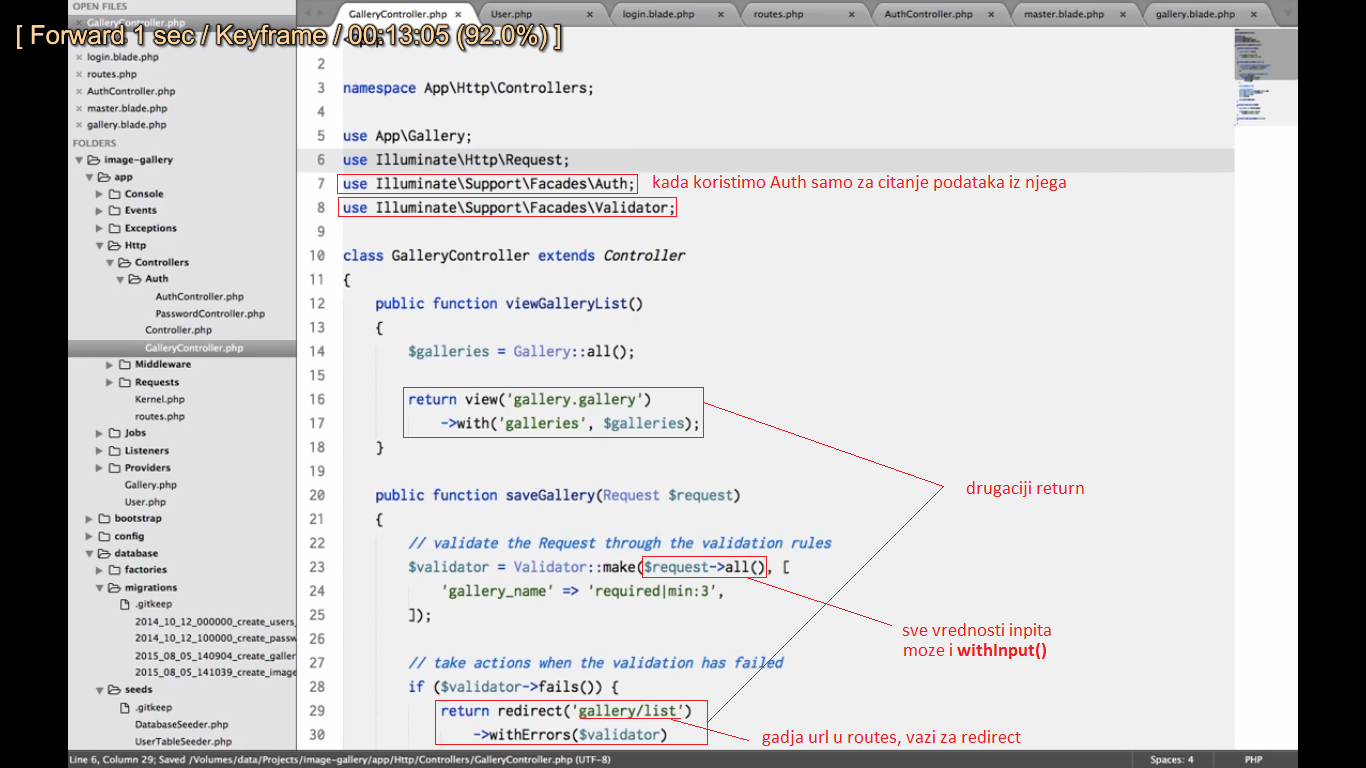 OPEN FILES
GalleryController.php
[ Forward 1 sec / Keyframe / 00:13:05 (92.0%) ]
login.blade.php
routes.php
AuthController.php
master.blade.php
gallery.blade.php
FOLDERS
image-gallery
app
Console
Events
Exceptions
Http
Controllers
Auth
AuthController.php
PasswordController.php
Controller.php
GalleryController.php
Middleware
Requests
Kernel.php
routes.php
Jobs
Listeners
Providers
Gallery.php
User.php
bootstrap
config
database
factories
migrations
.gitkeep
2014_10_12_000000_create_users_
2014_10_12_100000_create_passw
2015_08_05_140904_create_galler
2015_08_05_141039_create_image
seeds
.gitkeep
DatabaseSeeder.php
UserTableSeeder.php
GalleryController.php × User.php × login.blade.php × routes.php × AuthController.php × master.blade.php × gallery.blade.php ×
2
3 namespace App\Http\Controllers;
4
5 use App\Gallery;
6 use Illuminate\Http\Request;
7 use Illuminate\Support\Facades\Auth; kada koristimo Auth samo za citanje podataka iz njega
8 use Illuminate\Support\Facades\Validator;
9
10 class GalleryController extends Controller
11 {
12 public function viewGalleryList()
13 {
14 $galleries = Gallery::all();
15
16 return view('gallery.gallery')
17 ->with('galleries', $galleries);
18 }
19
drugaciji return
20 public function saveGallery(Request $request)
21 {
22 // validate the Request through the validation rules
23 $validator = Validator::make($request->all(), [
24 'gallery_name' => 'required|min:3',
25 ]);
sve vrednosti inpita
moze i withInput()
26
27 // take actions when the validation has failed
28 if ($validator->fails()) {
29 return redirect('gallery/list')
30 ->withErrors($validator)
gadja url u routes, vazi za redirect
Line 6, Column 29; Saved /Volumes/data/Projects/image-gallery/app/Http/Controllers/GalleryController.php (UTF-8)
Spaces: 4
PHP